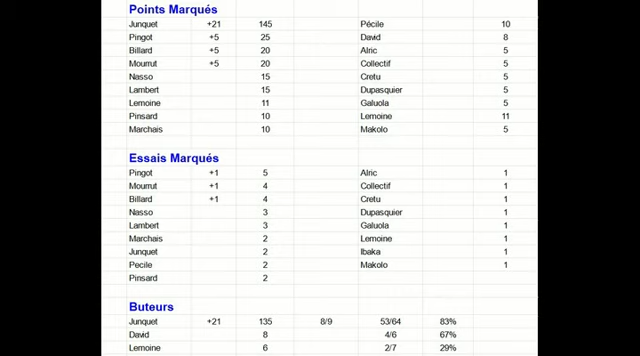 Points Marqués
Junquet +21 145 Pécile 10
Pingot +5 25 David 8
Billard +5 20 Alric 5
Mourrut +5 20 Collectif 5
Nasso 15 Cretu 5
Lambert 15 Dupasquier 5
Lemoine 11 Galuola 5
Pinsard 10 Lemoine 11
Marchais 10 Makolo 5
Essais Marqués
Pingot +1 5 Alric 1
Mourrut +1 4 Collectif 1
Billard +1 4 Cretu 1
Nasso 3 Dupasquier 1
Lambert 3 Galuola 1
Marchais 2 Lemoine 1
Junquet 2 Ibaka 1
Pecile 2 Makolo 1
Pinsard 2
Buteurs
Junquet +21 135 8/9 53/64 83%
David 8 4/6 67%
Lemoine 6 2/7 29%